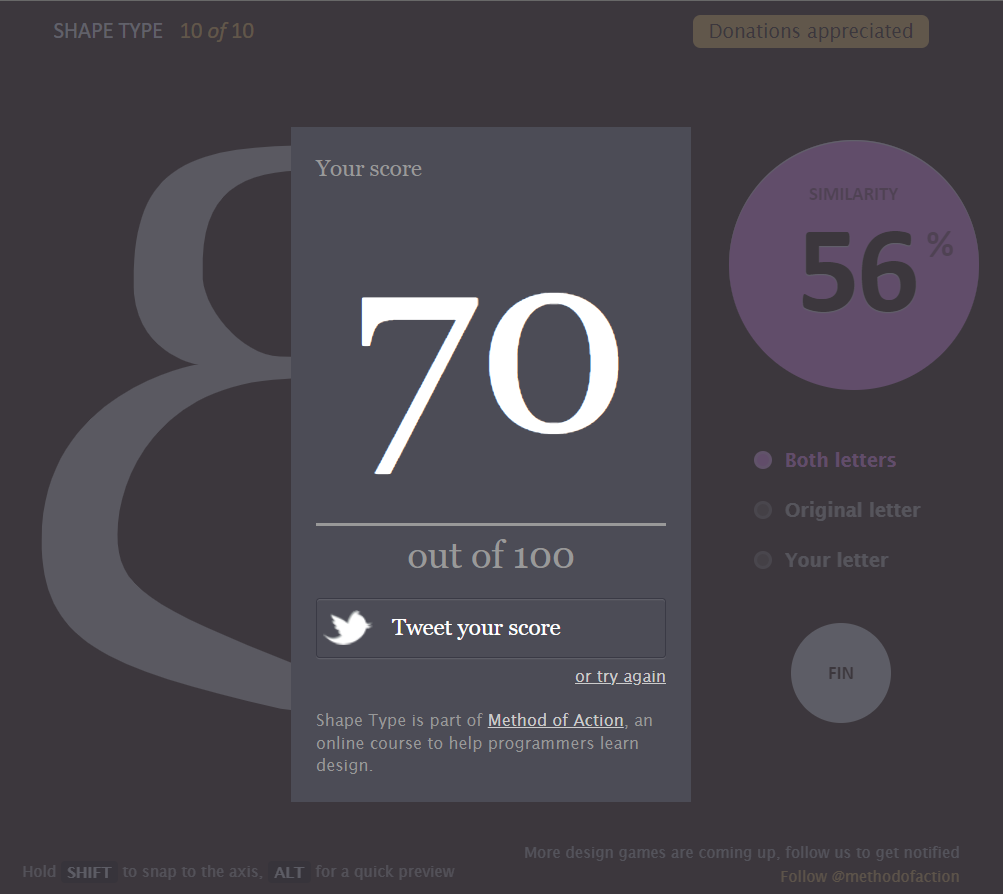 SHAPE TYPE 10 of 10
Donations appreciated
Your score
70
out of 100
Tweet your score
or try again
Shape Type is part of Method of Action, an
online course to help programmers learn
design.
SIMILARITY
56 %
Both letters
Original letter
Your letter
FIN
Hold SHIFT to snap to the axis, ALT for a quick preview
More design games are coming up, follow us to get notified
Follow @methodofaction